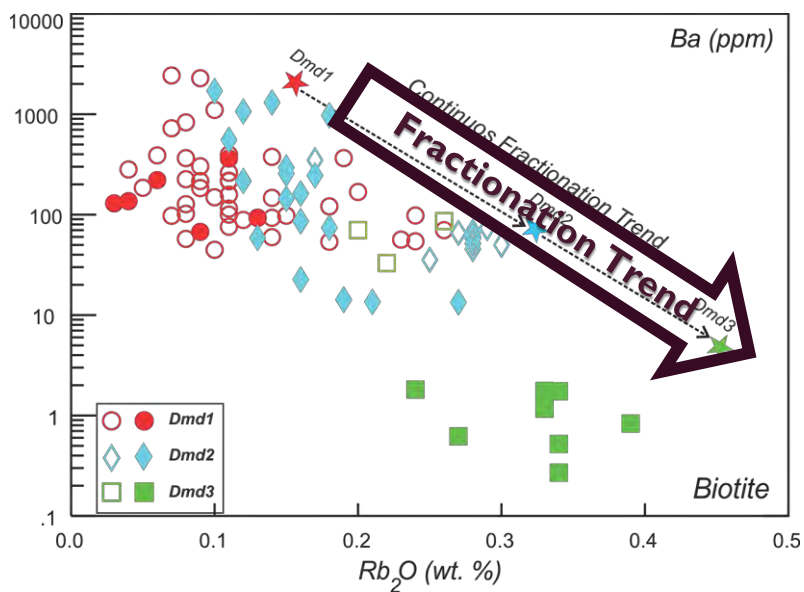 10000
1000
100
10
1
.1
0.0
0.1
0.2
0.3
0.4
0.5
Rb2O (wt. %)
Ba (ppm)
Dmd1
Continuos Fractionation Trend
Fractionation Trend
Dmd2
Dmd3
Dmd1
Dmd2
Dmd3
Biotite